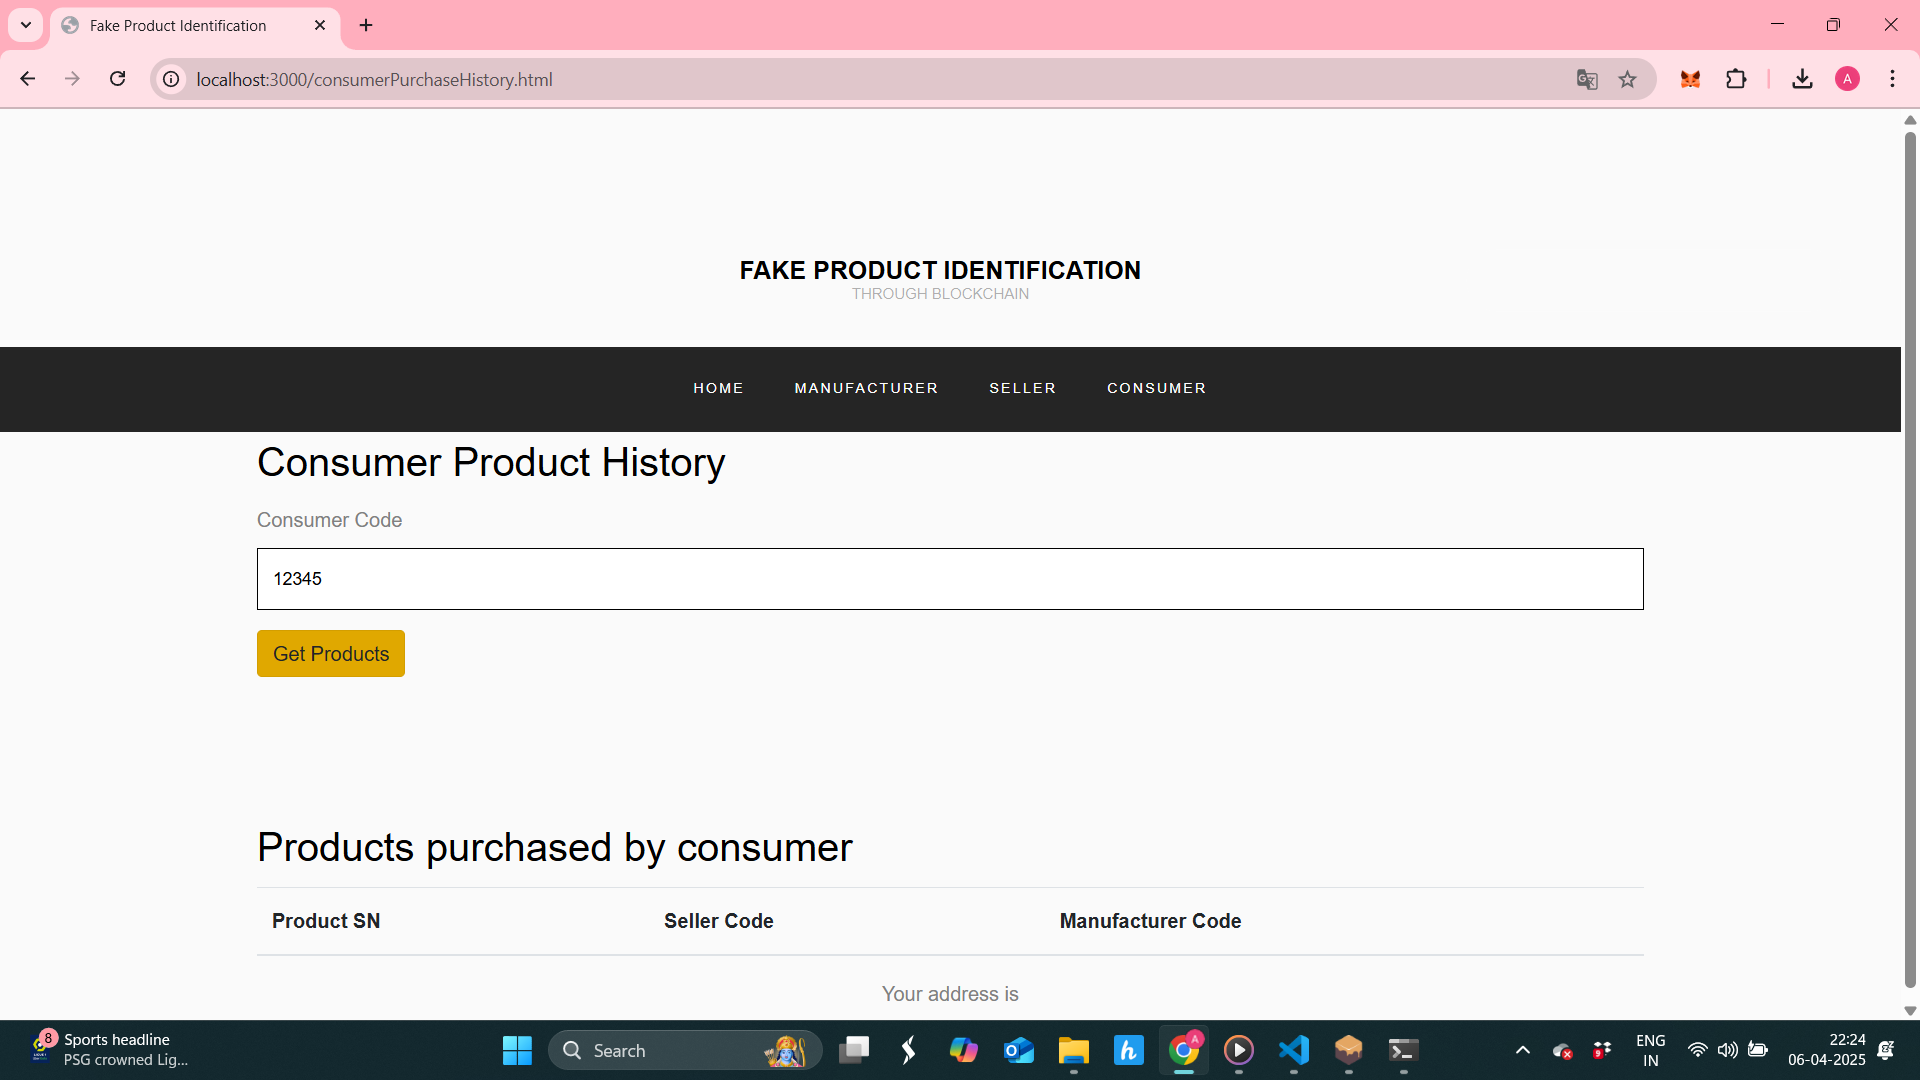 Fake Product Identification
localhost:3000/consumerPurchaseHistory.html
A
FAKE PRODUCT IDENTIFICATION
THROUGH BLOCKCHAIN
HOME MANUFACTURER SELLER CONSUMER
Consumer Product History
Consumer Code
12345
Get Products
Products purchased by consumer
Product SN Seller Code Manufacturer Code
Your address is
8 Sports headline
PSG crowned Lig...
Search
A
9
ENG
IN
22:24
06-04-2025